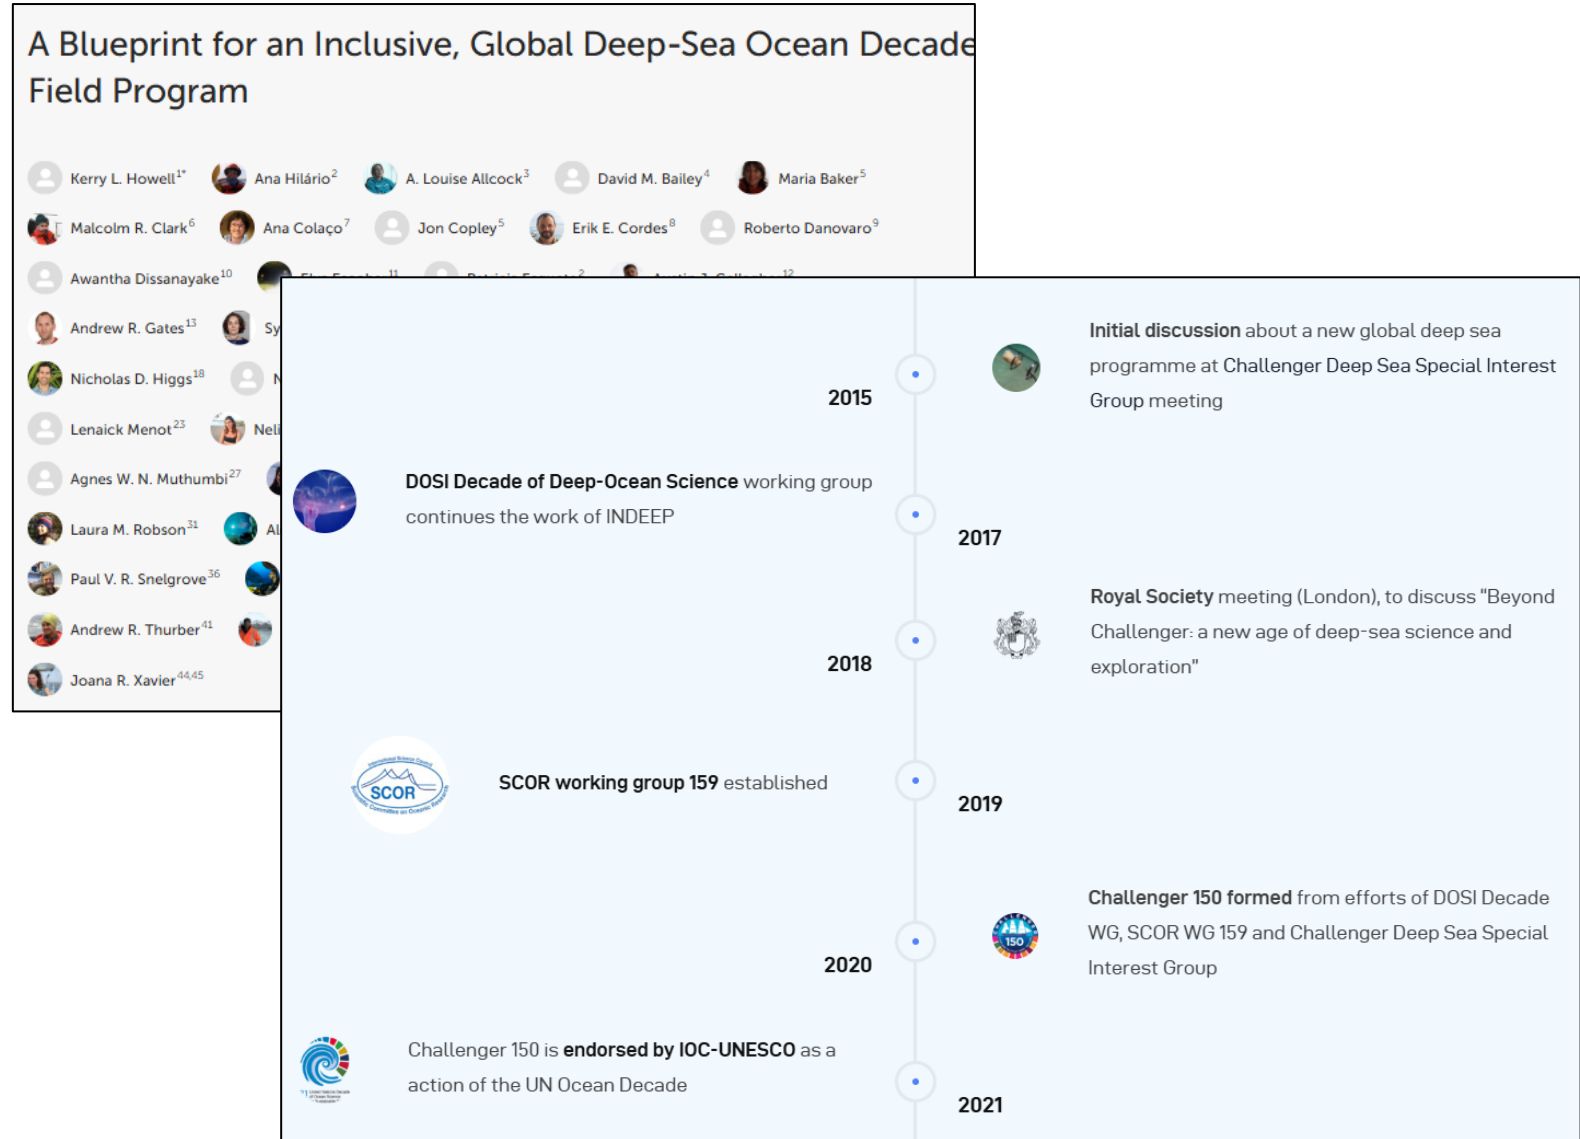 A Blueprint for an Inclusive, Global Deep-Sea Ocean Decade
Field Program
Kerry L. Howell1* Ana Hilário2 A. Louise Allcock3 David M. Bailey4 Maria Baker5
Malcolm R. Clark6 Ana Colaço7 Jon Copley5 Erik E. Cordes8 Roberto Danovaro9
Awantha Dissanayake10
Andrew R. Gates13 Sy
Nicholas D. Higgs18 N
Lenaick Menot23 Neli
Agnes W. N. Muthumbi27
Laura M. Robson31 Al
Paul V. R. Snelgrove36
Andrew R. Thurber41
Joana R. Xavier44,45
Initial discussion about a new global deep sea
programme at Challenger Deep Sea Special Interest
Group meeting
2015
DOSI Decade of Deep-Ocean Science working group
continues the work of INDEEP
2017
Royal Society meeting (London), to discuss "Beyond
Challenger: a new age of deep-sea science and
exploration"
2018
SCOR
SCOR working group 159 established
2019
Challenger 150 formed from efforts of DOSI Decade
WG, SCOR WG 159 and Challenger Deep Sea Special
Interest Group
150
2020
Challenger 150 is endorsed by IOC-UNESCO as a
action of the UN Ocean Decade
2021